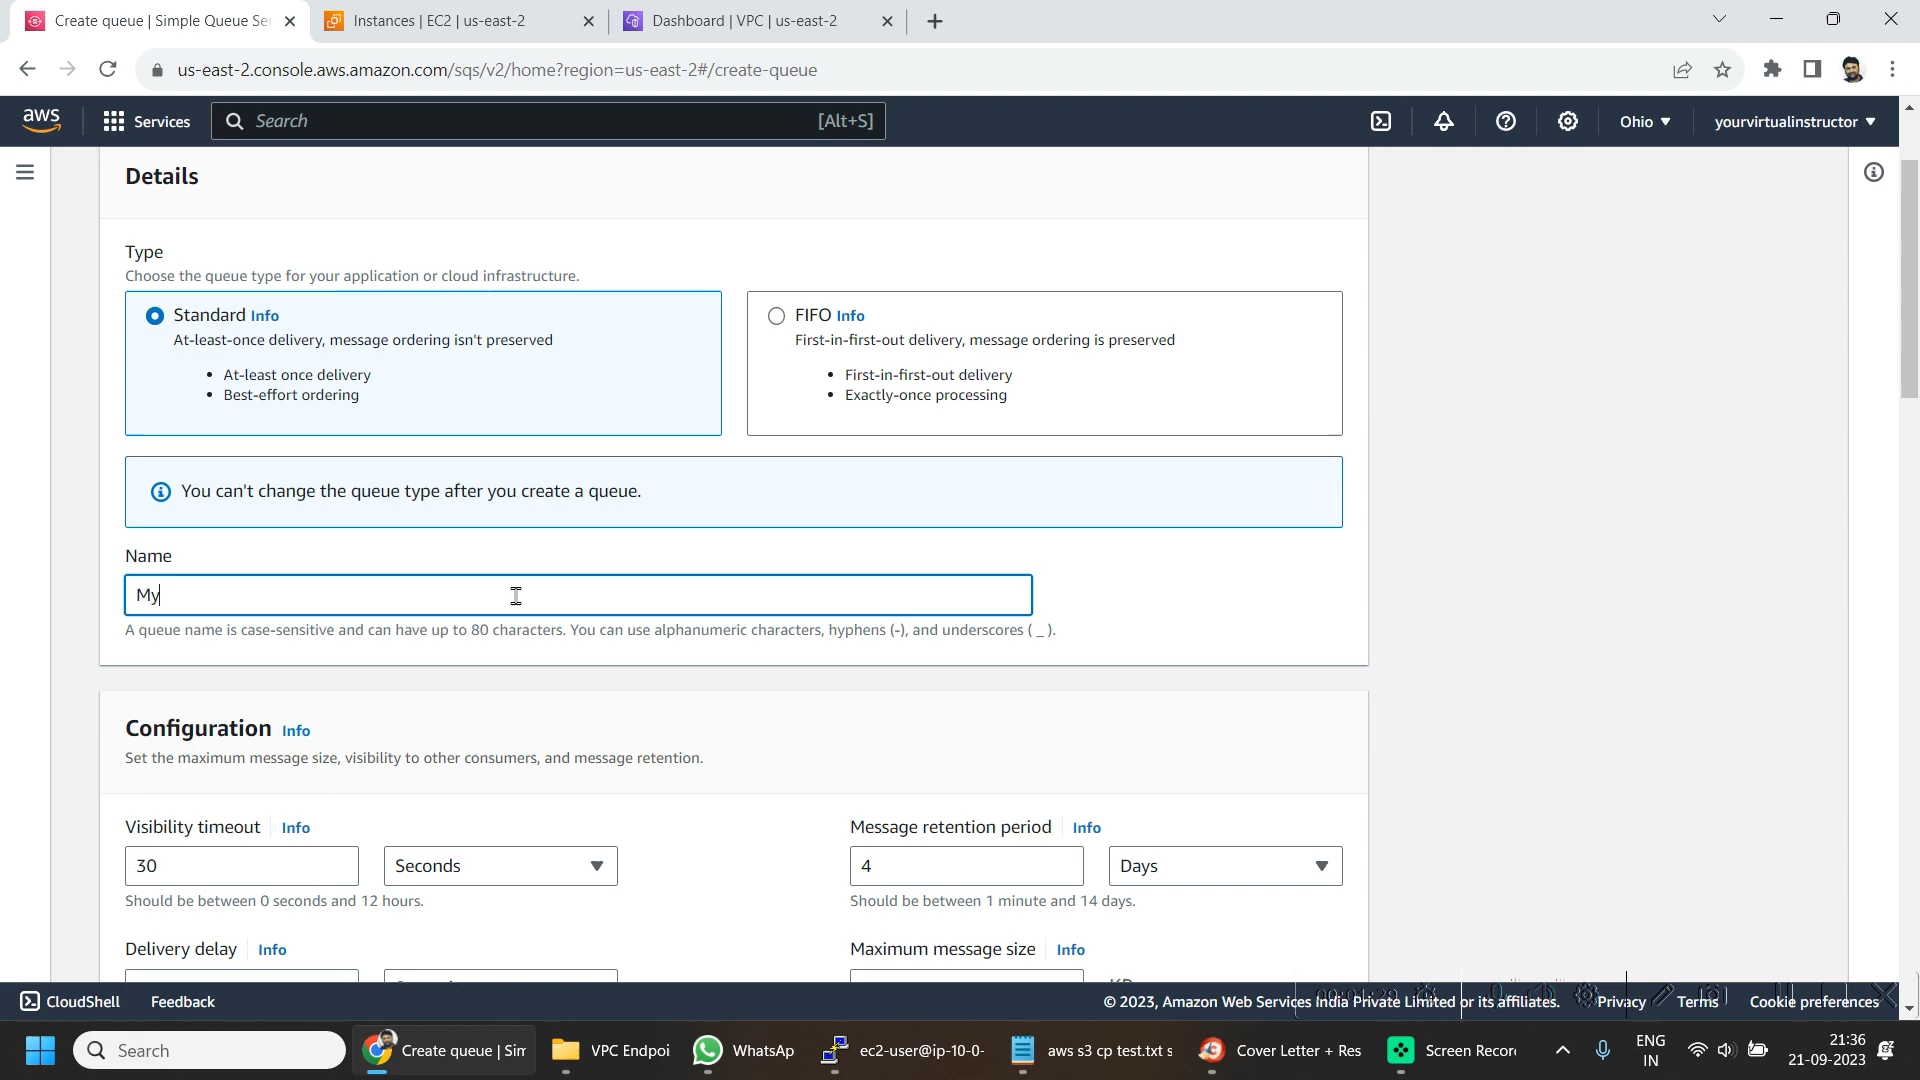 Create queue | Simple Queue Ser
Instances | EC2 | us-east-2
Dashboard | VPC | us-east-2
us-east-2.console.aws.amazon.com/sqs/v2/home?region=us-east-2#/create-queue
aws
Services
Search
[Alt+S]
Ohio
yourvirtualinstructor
Details
Type
Choose the queue type for your application or cloud infrastructure.
Standard Info
At-least-once delivery, message ordering isn't preserved
• At-least once delivery
• Best-effort ordering
FIFO Info
First-in-first-out delivery, message ordering is preserved
• First-in-first-out delivery
• Exactly-once processing
You can't change the queue type after you create a queue.
Name
My
A queue name is case-sensitive and can have up to 80 characters. You can use alphanumeric characters, hyphens (-), and underscores ( _ ).
Configuration Info
Set the maximum message size, visibility to other consumers, and message retention.
Visibility timeout Info
30
Seconds
Should be between 0 seconds and 12 hours.
Message retention period Info
4
Days
Should be between 1 minute and 14 days.
Delivery delay Info
Maximum message size Info
CloudShell
Feedback
© 2023, Amazon Web Services India Private Limited or its affiliates.
Privacy
Terms
Cookie preferences
Search
Create queue | Sim
VPC Endpoi
WhatsApp
ec2-user@ip-10-0-
aws s3 cp test.txt s
Cover Letter + Res
Screen Record
ENG
IN
21:36
21-09-2023